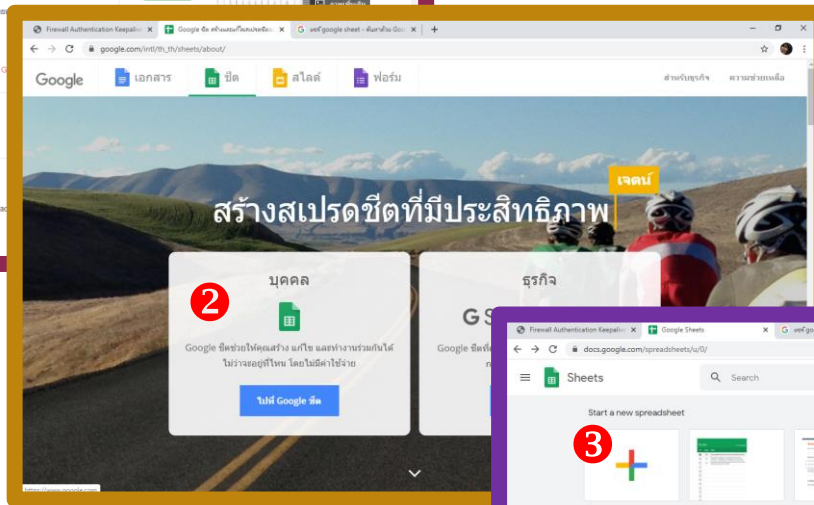 Firewall Authentication Keepalive
Google ชีต สร้างและแก้ไขสเปรดชีต
แชร์ google sheet - ค้นหาด้วย Goo
google.com/intl/th_th/sheets/about/
Google
เอกสาร
ชีต
สไลด์
ฟอร์ม
สำหรับธุรกิจ
ความช่วยเหลือ
เจตน์
สร้างสเปรดชีตที่มีประสิทธิภาพ
2
บุคคล
Google ชีตช่วยให้คุณสร้าง แก้ไข และทำงานร่วมกันได้
ไม่ว่าจะอยู่ที่ไหน โดยไม่มีค่าใช้จ่าย
ไปที่ Google ชีต
ธุรกิจ
G S
Google ชีตที่
https://www.google.com
Firewall Authentication Keepalive
Google Sheets
docs.google.com/spreadsheets/u/0/
Sheets
Search
Start a new spreadsheet
3